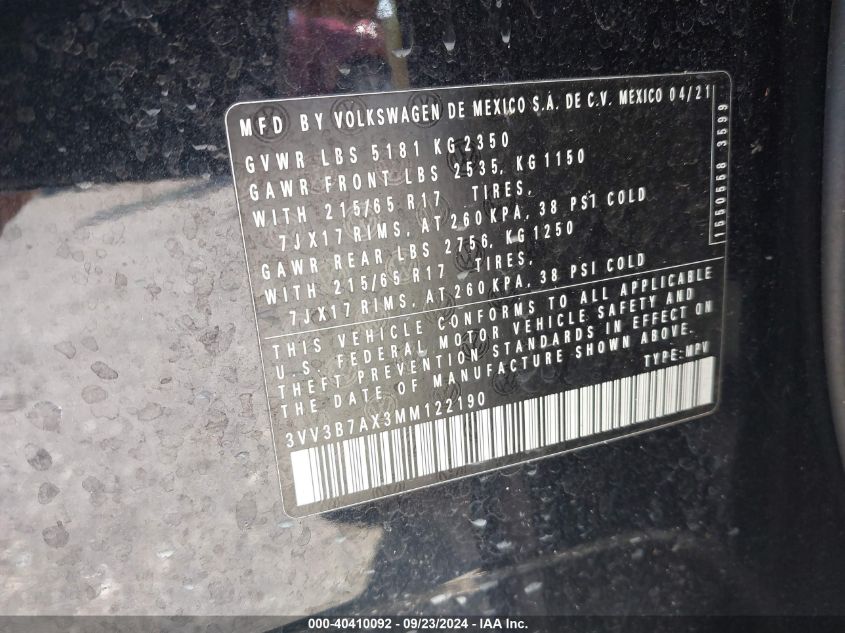 MFD BY VOLKSWAGEN DE MEXICO S.A. DE C.V. MEXICO 04/21
GVWR LBS 5181 KG 2350
GAWR FRONT LBS 2535, KG 1150
WITH 215/65 R17 TIRES,
7JX17 RIMS, AT 260 KPA, 38 PSI COLD
GAWR REAR LBS 2756, KG 1250
WITH 215/65 R17 TIRES,
7JX17 RIMS, AT 260 KPA, 38 PSI COLD
THIS VEHICLE CONFORMS TO ALL APPLICABLE
U.S. FEDERAL MOTOR VEHICLE SAFETY AND
THEFT PREVENTION STANDARDS IN EFFECT ON
THE DATE OF MANUFACTURE SHOWN ABOVE.
TYPE:MPV
3VV3B7AX3MM122190
1550558 3599
000-40410092 - 09/23/2024 - IAA Inc.